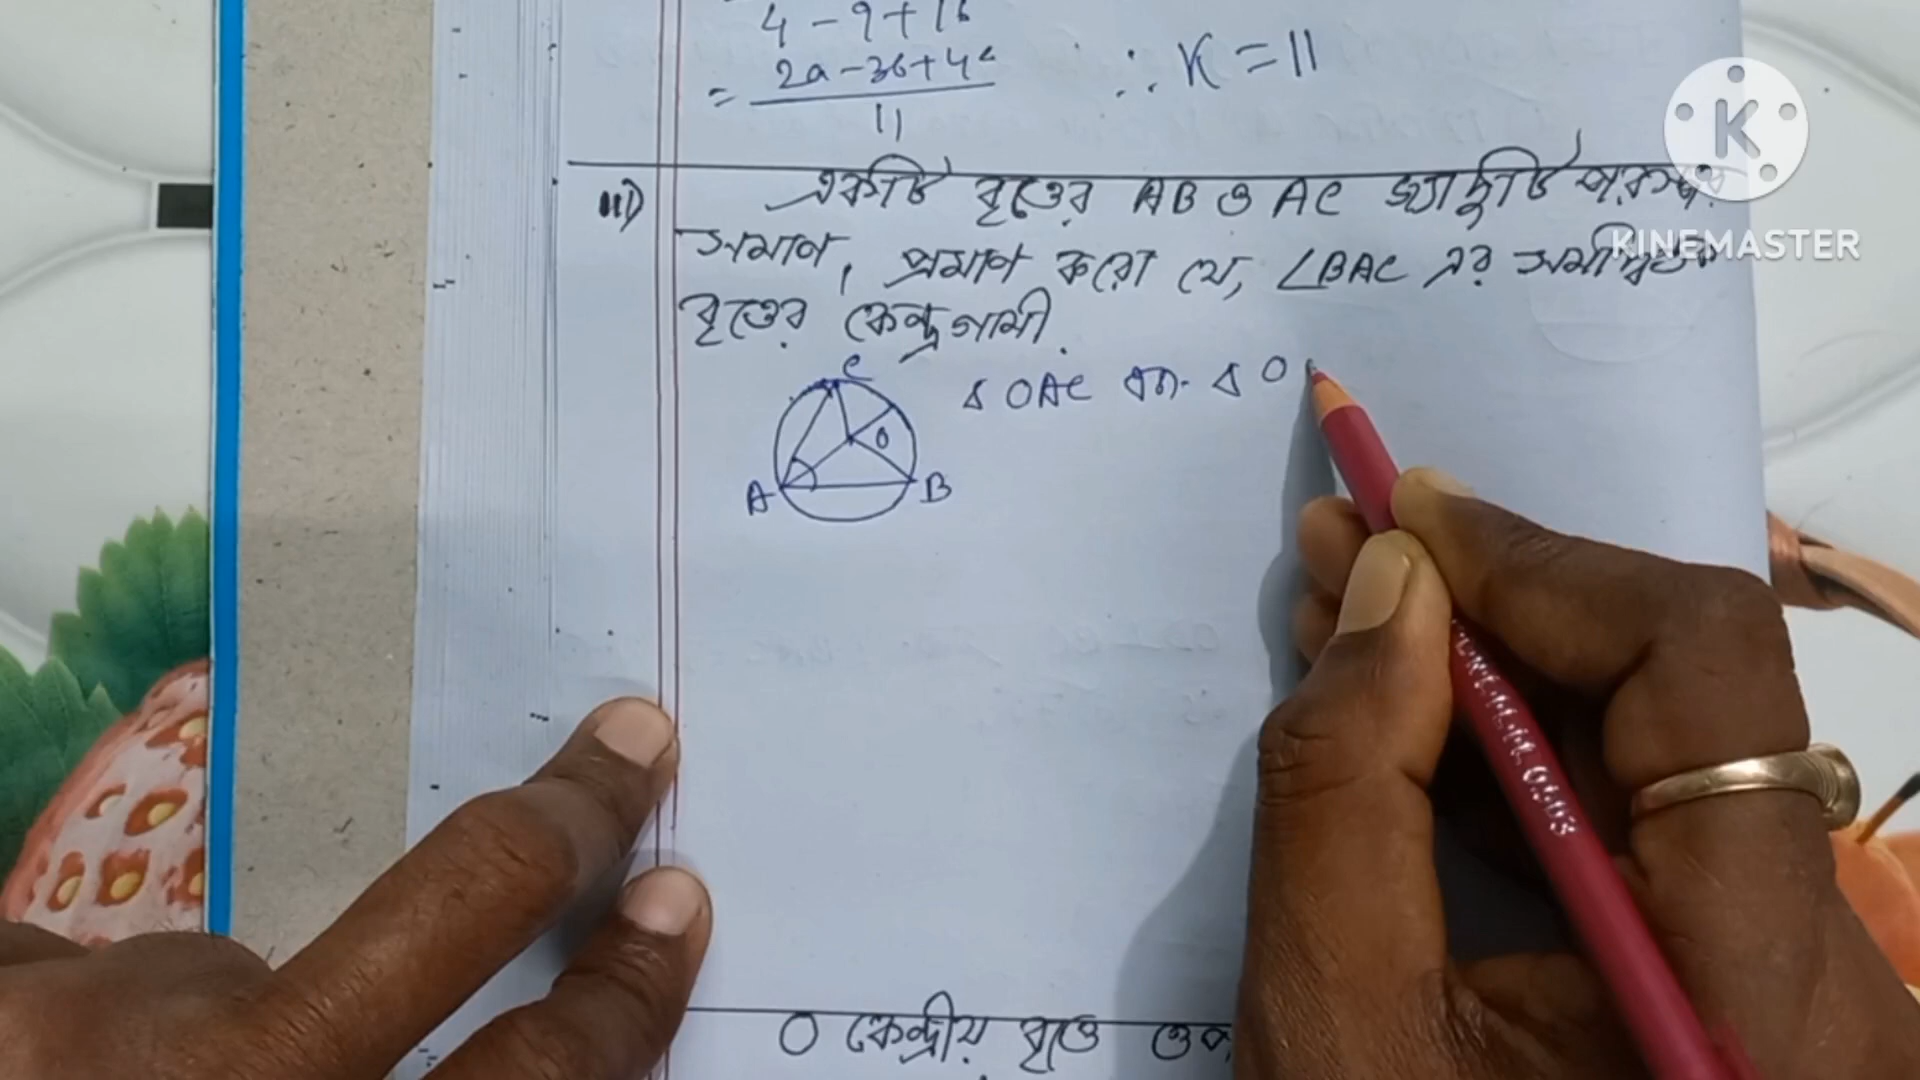 4 - 9 + 16
= 2a - 3b + 4c / 11
∴ K = 11
K
KINEMASTER
iii) একটি বৃত্তের AB ও AC জ্যা দুটি পরস্পর
সমান, প্রমাণ করো যে, ∠BAC এর সমদ্বিখণ্ডক
বৃত্তের কেন্দ্রগামী.
C
O
A
B
Δ OAC এবং Δ O
O কেন্দ্রীয় বৃত্তে